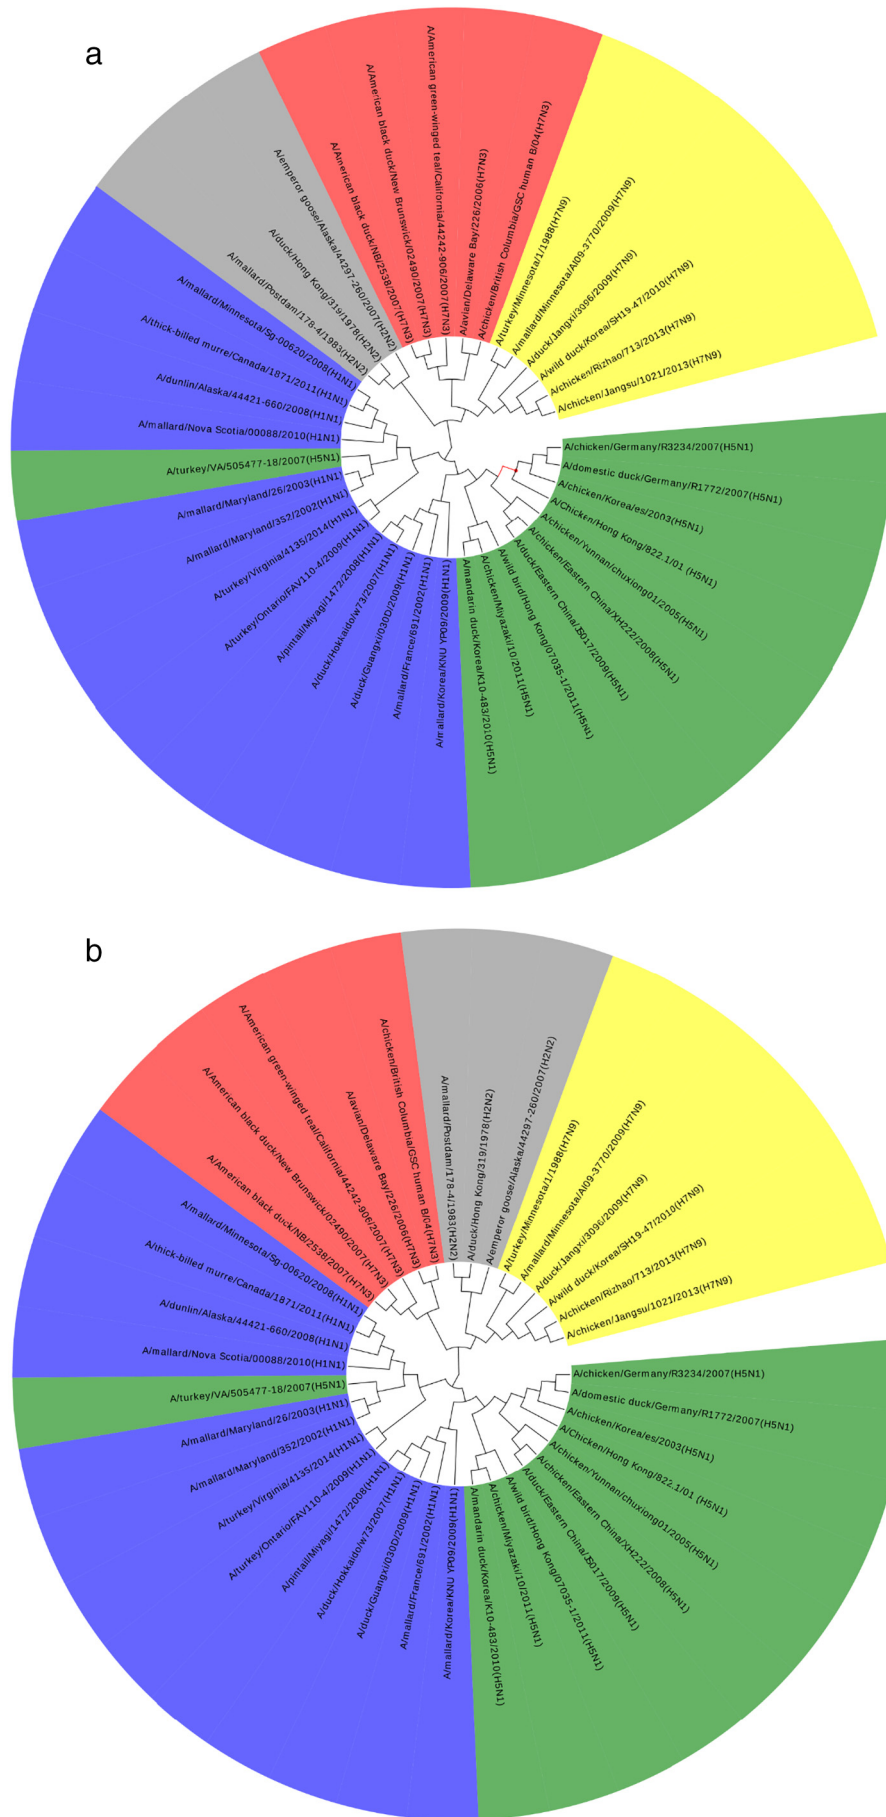 a
A/emperor goose/Alaska/44297-260/2007(H2N2)
A/duck/Hong Kong/319/1978(H2N2)
A/mallard/Postdam/178-4/1983(H2N2)
A/American black duck/NB/2538/2007(H7N3)
A/American black duck/New Brunswick/02490/2007(H7N3)
A/American green-winged teal/California/44242-906/2007(H7N3)
A/avian/Delaware Bay/226/2006(H7N3)
A/chicken/British Columbia/GSC human B/04(H7N3)
A/turkey/Minnesota/1/1988(H7N9)
A/mallard/Minnesota/AI09-3770/2009(H7N9)
A/duck/Jangxi/3096/2009(H7N9)
A/wild duck/Korea/SH19-47/2010(H7N9)
A/chicken/Rizhao/713/2013(H7N9)
A/chicken/Jangsu/1021/2013(H7N9)
A/chicken/Germany/R3234/2007(H5N1)
A/domestic duck/Germany/R1772/2007(H5N1)
A/chicken/Korea/es/2003(H5N1)
A/Chicken/Hong Kong/822.1/01 (H5N1)
A/chicken/Yunnan/chuxiong01/2005(H5N1)
A/chicken/Eastern China/XH222/2008(H5N1)
A/duck/Eastern China/JS017/2009(H5N1)
A/wild bird/Hong Kong/07035-1/2011(H5N1)
A/chicken/Miyazaki/10/2011(H5N1)
A/mandarin duck/Korea/K10-483/2010(H5N1)
A/mallard/Korea/KNU YP09/2009(H1N1)
A/mallard/France/691/2002(H1N1)
A/duck/Guangxi/030D/2009(H1N1)
A/duck/Hokkaido/w73/2007(H1N1)
A/pintail/Miyagi/1472/2008(H1N1)
A/turkey/Ontario/FAV110-4/2009(H1N1)
A/turkey/Virginia/4135/2014(H1N1)
A/mallard/Maryland/352/2002(H1N1)
A/mallard/Maryland/26/2003(H1N1)
A/turkey/VA/505477-18/2007(H5N1)
A/mallard/Nova Scotia/00088/2010(H1N1)
A/dunlin/Alaska/44421-660/2008(H1N1)
A/thick-billed murre/Canada/1871/2011(H1N1)
A/mallard/Minnesota/Sg-00620/2008(H1N1)
b
A/American black duck/NB/2538/2007(H7N3)
A/American black duck/New Brunswick/02490/2007(H7N3)
A/American green-winged teal/California/44242-906/2007(H7N3)
A/avian/Delaware Bay/226/2006(H7N3)
A/chicken/British Columbia/GSC human B/04(H7N3)
A/mallard/Postdam/178-4/1983(H2N2)
A/duck/Hong Kong/319/1978(H2N2)
A/emperor goose/Alaska/44297-260/2007(H2N2)
A/turkey/Minnesota/1/1988(H7N9)
A/mallard/Minnesota/AI09-3770/2009(H7N9)
A/duck/Jangxi/3096/2009(H7N9)
A/wild duck/Korea/SH19-47/2010(H7N9)
A/chicken/Rizhao/713/2013(H7N9)
A/chicken/Jangsu/1021/2013(H7N9)
A/chicken/Germany/R3234/2007(H5N1)
A/domestic duck/Germany/R1772/2007(H5N1)
A/chicken/Korea/es/2003(H5N1)
A/Chicken/Hong Kong/822.1/01 (H5N1)
A/chicken/Yunnan/chuxiong01/2005(H5N1)
A/chicken/Eastern China/XH222/2008(H5N1)
A/duck/Eastern China/JS017/2009(H5N1)
A/wild bird/Hong Kong/07035-1/2011(H5N1)
A/chicken/Miyazaki/10/2011(H5N1)
A/mandarin duck/Korea/K10-483/2010(H5N1)
A/mallard/Korea/KNU YP09/2009(H1N1)
A/mallard/France/691/2002(H1N1)
A/duck/Guangxi/030D/2009(H1N1)
A/duck/Hokkaido/w73/2007(H1N1)
A/pintail/Miyagi/1472/2008(H1N1)
A/turkey/Ontario/FAV110-4/2009(H1N1)
A/turkey/Virginia/4135/2014(H1N1)
A/mallard/Maryland/352/2002(H1N1)
A/mallard/Maryland/26/2003(H1N1)
A/turkey/VA/505477-18/2007(H5N1)
A/mallard/Nova Scotia/00088/2010(H1N1)
A/dunlin/Alaska/44421-660/2008(H1N1)
A/thick-billed murre/Canada/1871/2011(H1N1)
A/mallard/Minnesota/Sg-00620/2008(H1N1)